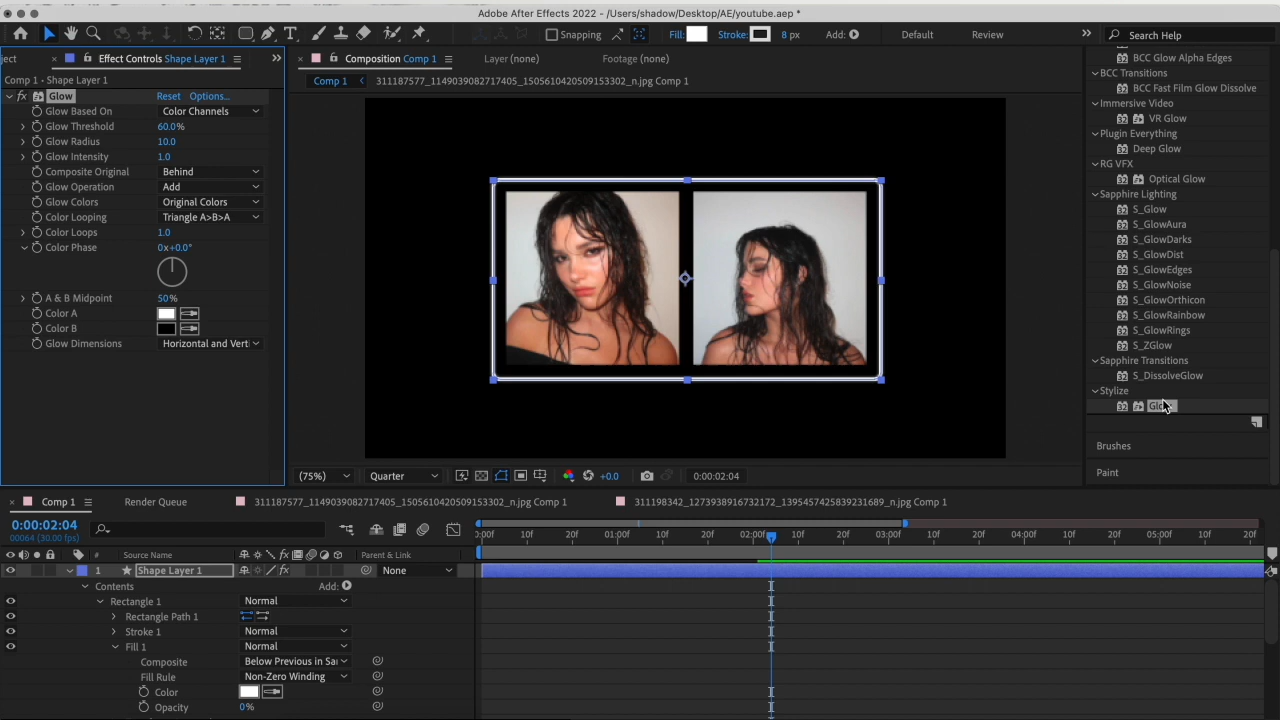 Adobe After Effects 2022 - /Users/shadow/Desktop/AE/youtube.aep *
Snapping
Fill:
Stroke:
8 px
Add:
Default
Review
Search Help
ject
Effect Controls Shape Layer 1
Comp 1 · Shape Layer 1
fx Glow Reset Options...
Glow Based On Color Channels
Glow Threshold 60.0%
Glow Radius 10.0
Glow Intensity 1.0
Composite Original Behind
Glow Operation Add
Glow Colors Original Colors
Color Looping Triangle A>B>A
Color Loops 1.0
Color Phase 0x+0.0°
A & B Midpoint 50%
Color A
Color B
Glow Dimensions Horizontal and Verti
Composition Comp 1
Layer (none)
Footage (none)
Comp 1
311187577_1149039082717405_1505610420509153302_n.jpg Comp 1
(75%)
Quarter
+0.0
0:00:02:04
BCC Glow Alpha Edges
BCC Transitions
BCC Fast Film Glow Dissolve
Immersive Video
VR Glow
Plugin Everything
Deep Glow
RG VFX
Optical Glow
Sapphire Lighting
S_Glow
S_GlowAura
S_GlowDarks
S_GlowDist
S_GlowEdges
S_GlowNoise
S_GlowOrthicon
S_GlowRainbow
S_GlowRings
S_ZGlow
Sapphire Transitions
S_DissolveGlow
Stylize
Brushes
Paint
Comp 1
Render Queue
311187577_1149039082717405_1505610420509153302_n.jpg Comp 1
311198342_1273938916732172_1395457425839231689_n.jpg Comp 1
0:00:02:04
00064 (30.00 fps)
:00f 10f 20f 01:00f 10f 20f 02:00f 10f 20f 03:00f 10f 20f 04:00f 10f 20f 05:00f 10f 20f
# Source Name Parent & Link
1 Shape Layer 1 None
Contents Add:
Rectangle 1 Normal
Rectangle Path 1
Stroke 1 Normal
Fill 1 Normal
Composite Below Previous in Sa
Fill Rule Non-Zero Winding
Color
Opacity 0%